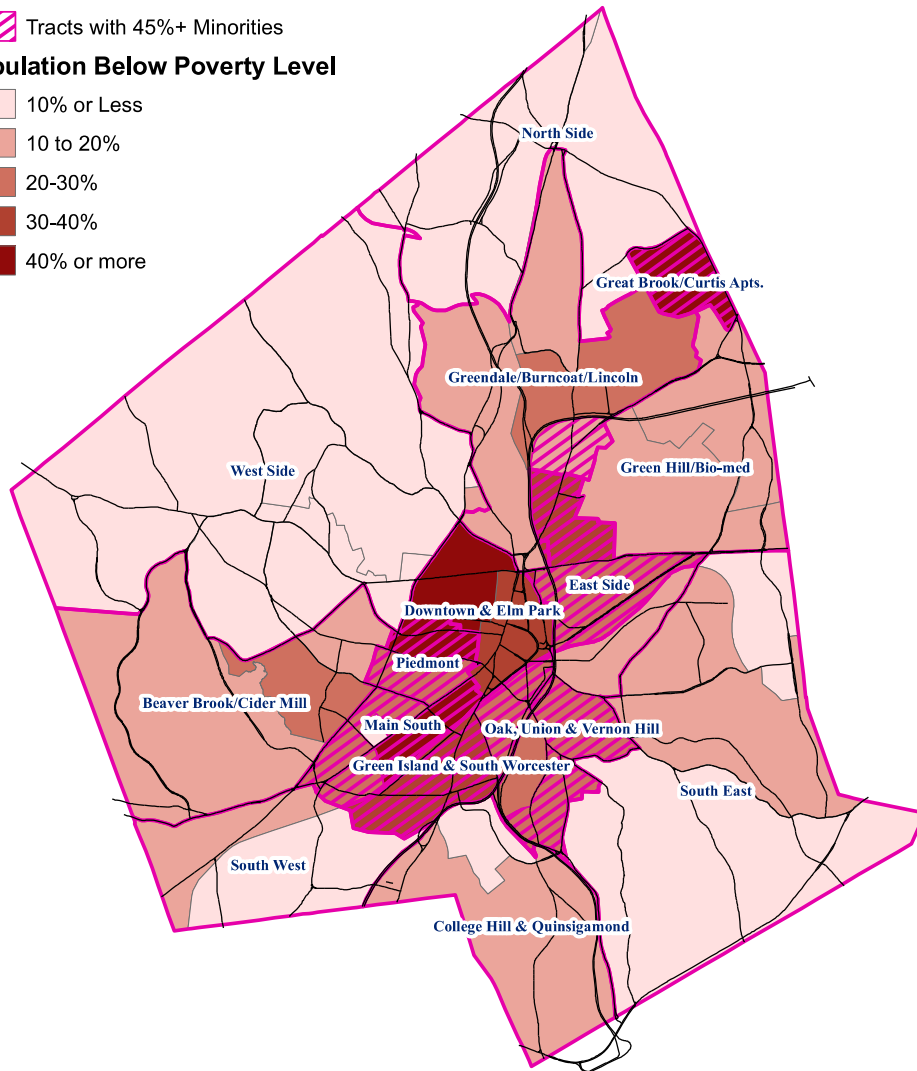 Tracts with 45%+ Minorities
pulation Below Poverty Level
10% or Less
10 to 20%
20-30%
30-40%
40% or more
North Side
Great Brook/Curtis Apts.
Greendale/Burncoat/Lincoln
West Side
Green Hill/Bio-med
East Side
Downtown & Elm Park
Piedmont
Beaver Brook/Cider Mill
Main South
Oak, Union & Vernon Hill
Green Island & South Worcester
South East
South West
College Hill & Quinsigamond